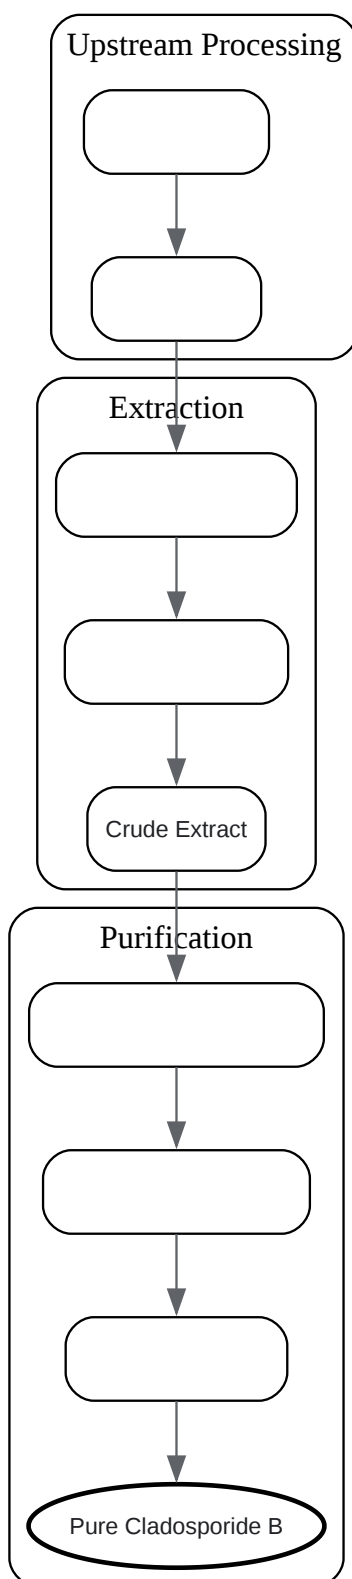 Upstream Processing
Extraction
Crude Extract
Purification
Pure Cladosporide B